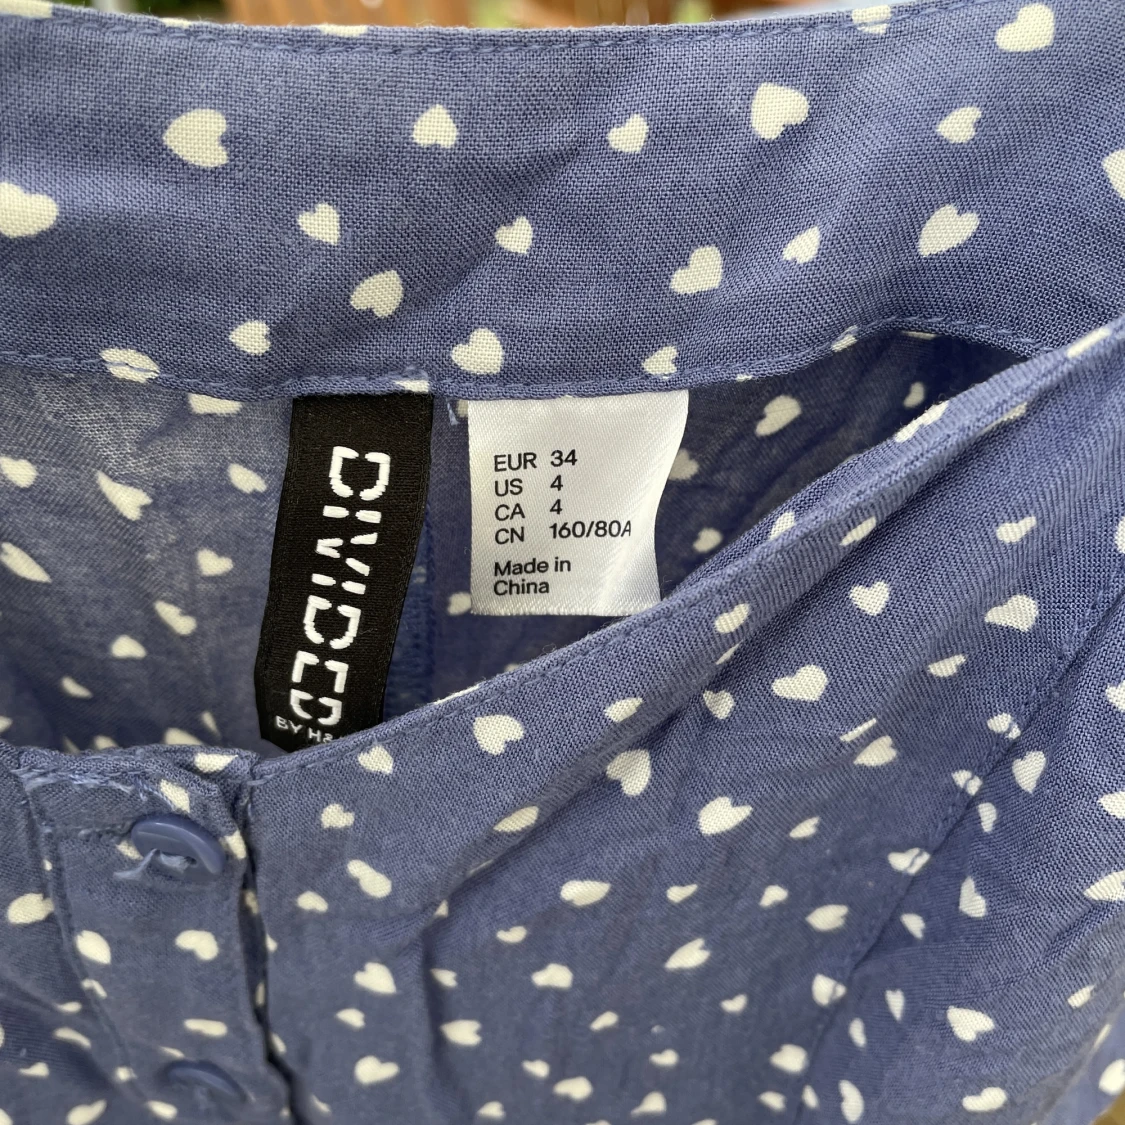 DIVIDED
BY H&
EUR 34
US 4
CA 4
CN 160/80A
Made in
China